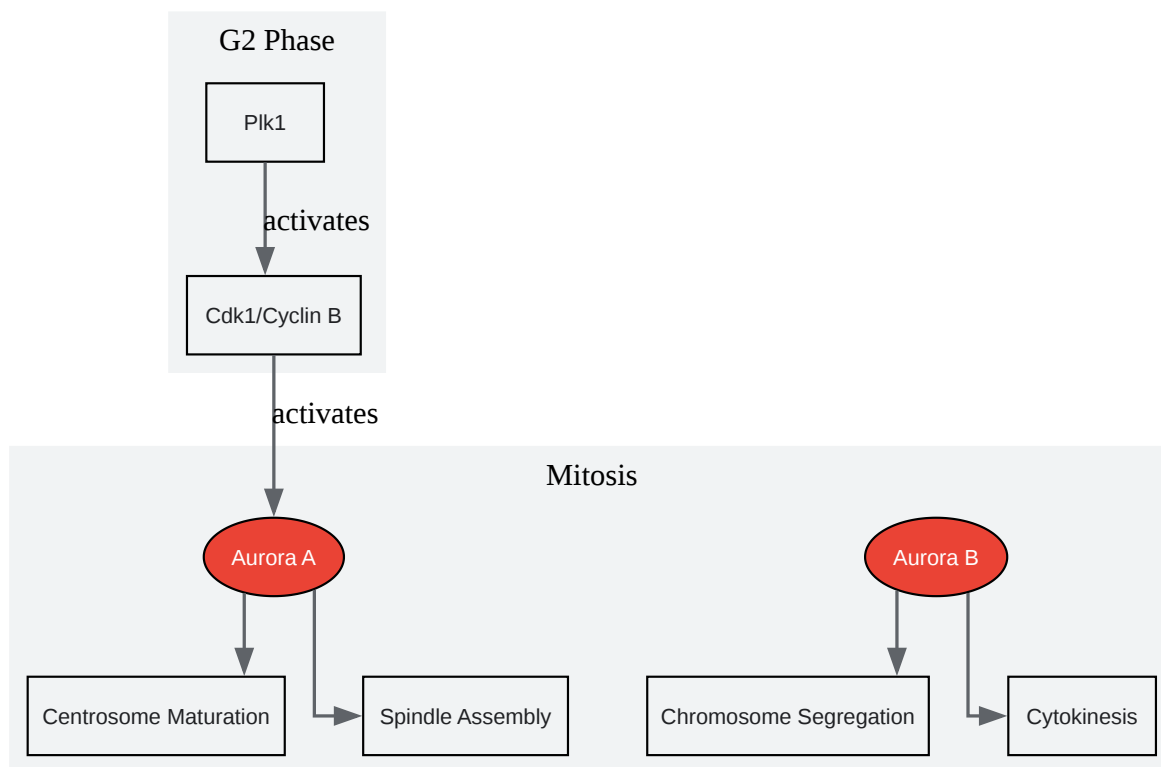 G2 Phase
Plk1
activates
Cdk1/Cyclin B
activates
Mitosis
Aurora A
Aurora B
Centrosome Maturation
Spindle Assembly
Chromosome Segregation
Cytokinesis